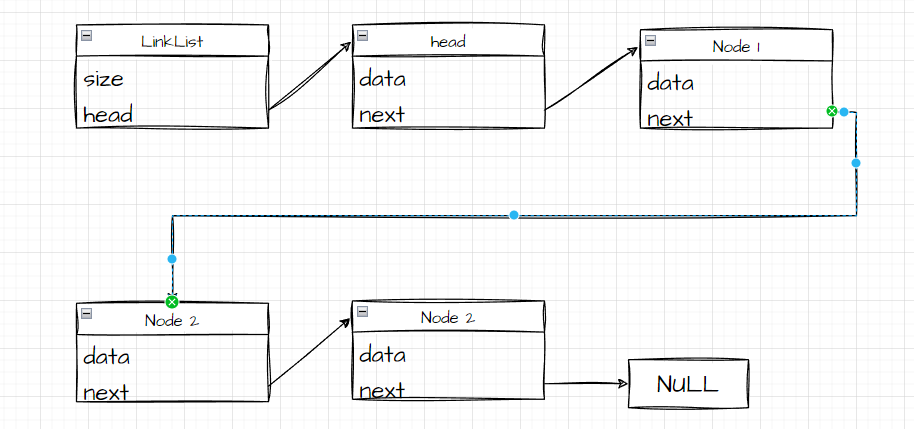 LinkList
size
head
head
data
next
Node 1
data
next
Node 2
data
next
Node 2
data
next
NULL